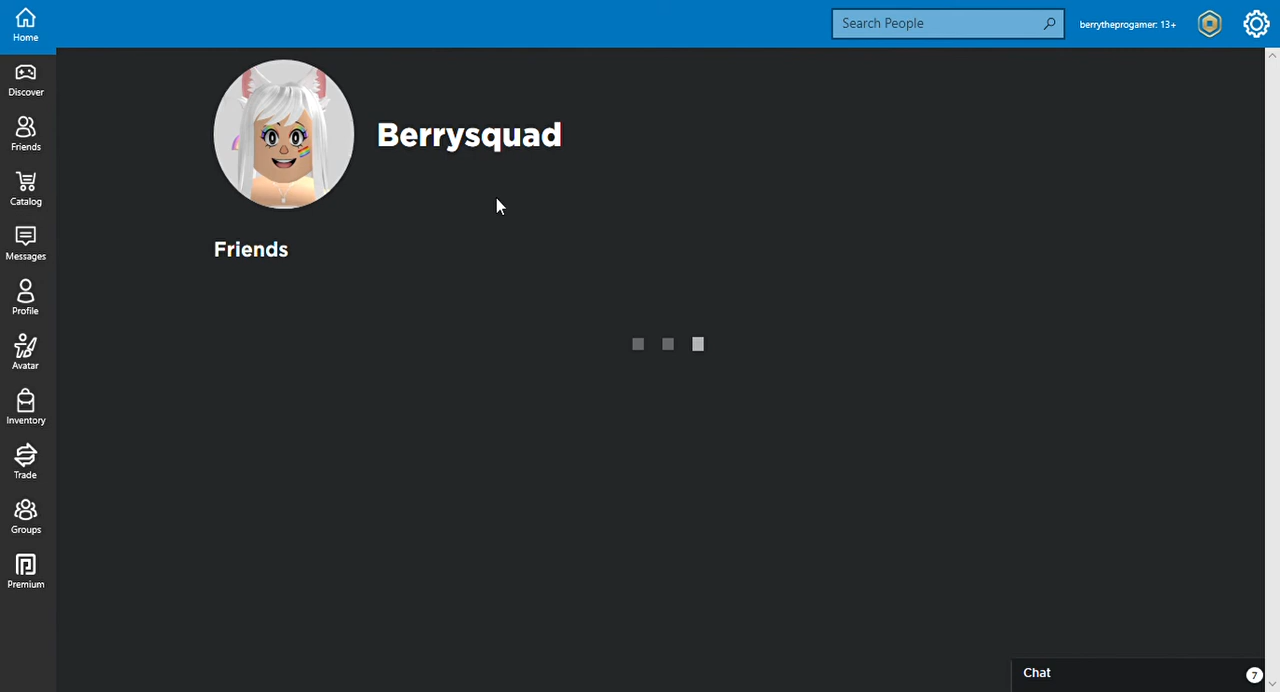 Home
Search People
berrytheprogamer: 13+
Discover
Friends
Catalog
Messages
Profile
Avatar
Inventory
Trade
Groups
Premium
Berrysquad
Friends
Chat
7